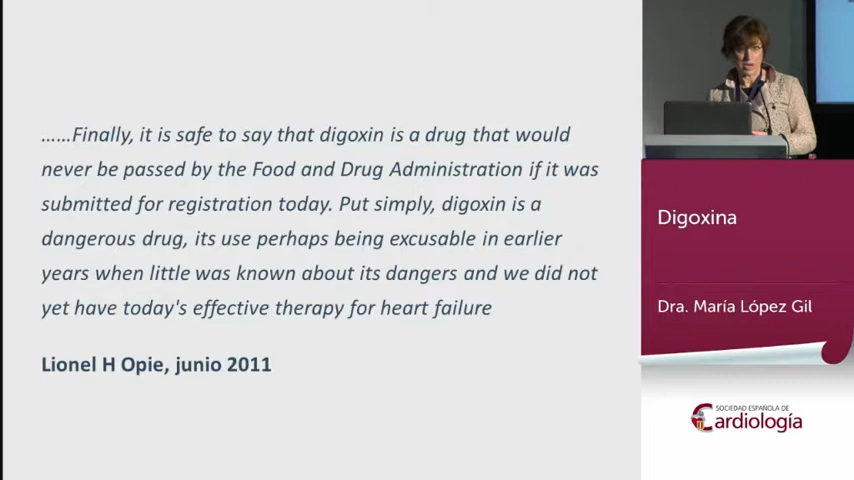 ......Finally, it is safe to say that digoxin is a drug that would
never be passed by the Food and Drug Administration if it was
submitted for registration today. Put simply, digoxin is a
dangerous drug, its use perhaps being excusable in earlier
years when little was known about its dangers and we did not
yet have today's effective therapy for heart failure
Lionel H Opie, junio 2011
Digoxina
Dra. María López Gil
SOCIEDAD ESPAÑOLA DE
Cardiología